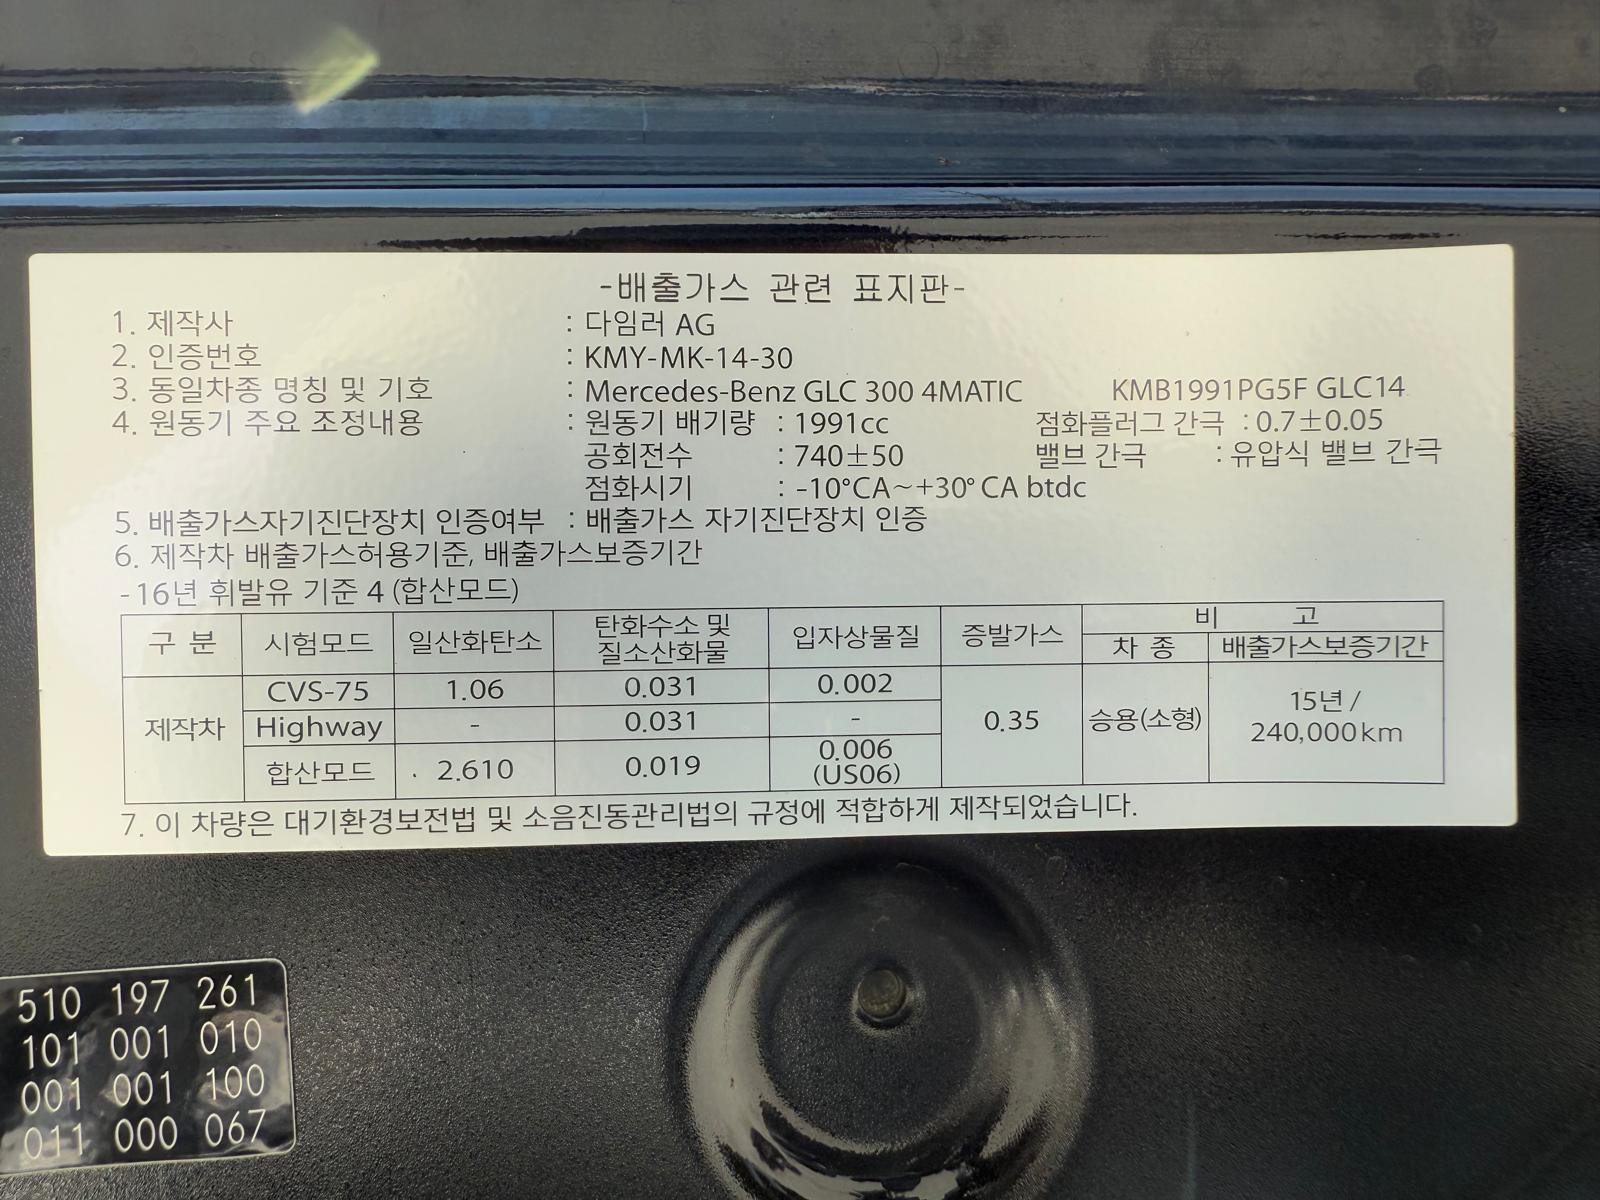 -배출가스 관련 표지판-
1. 제작사 : 다임러 AG
2. 인증번호 : KMY-MK-14-30
3. 동일차종 명칭 및 기호 : Mercedes-Benz GLC 300 4MATIC KMB1991PG5F GLC14
4. 원동기 주요 조정내용 : 원동기 배기량 : 1991cc 점화플러그 간극 : 0.7±0.05
공회전수 : 740±50 밸브 간극 : 유압식 밸브 간극
점화시기 : -10°CA~+30°CA btdc
5. 배출가스자기진단장치 인증여부 : 배출가스 자기진단장치 인증
6. 제작차 배출가스허용기준, 배출가스보증기간
-16년 휘발유 기준 4 (합산모드)
구 분 시험모드 일산화탄소 탄화수소 및 질소산화물 입자상물질 증발가스 비 고
차 종 배출가스보증기간
제작차 CVS-75 1.06 0.031 0.002 0.35 승용(소형) 15년 / 240,000km
Highway - 0.031 -
합산모드 2.610 0.019 0.006 (US06)
7. 이 차량은 대기환경보전법 및 소음진동관리법의 규정에 적합하게 제작되었습니다.
510 197 261
101 001 010
001 001 100
011 000 067